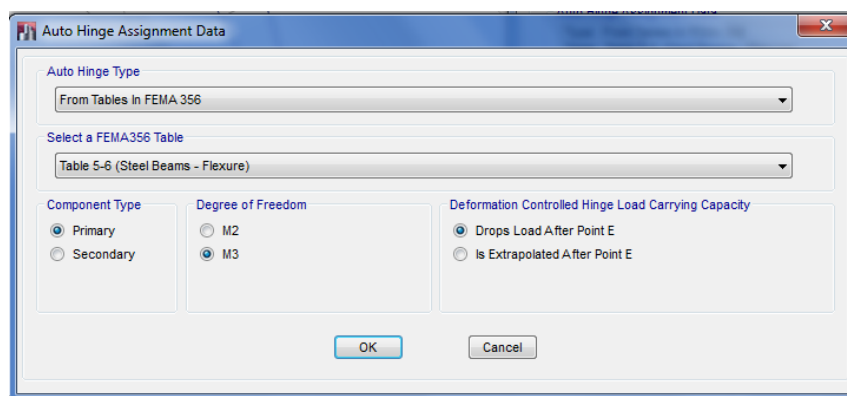 Auto Hinge Assignment Data
Auto Hinge Type
From Tables In FEMA 356
Select a FEMA356 Table
Table 5-6 (Steel Beams - Flexure)
Component Type
Primary
Secondary
Degree of Freedom
M2
M3
Deformation Controlled Hinge Load Carrying Capacity
Drops Load After Point E
Is Extrapolated After Point E
OK
Cancel